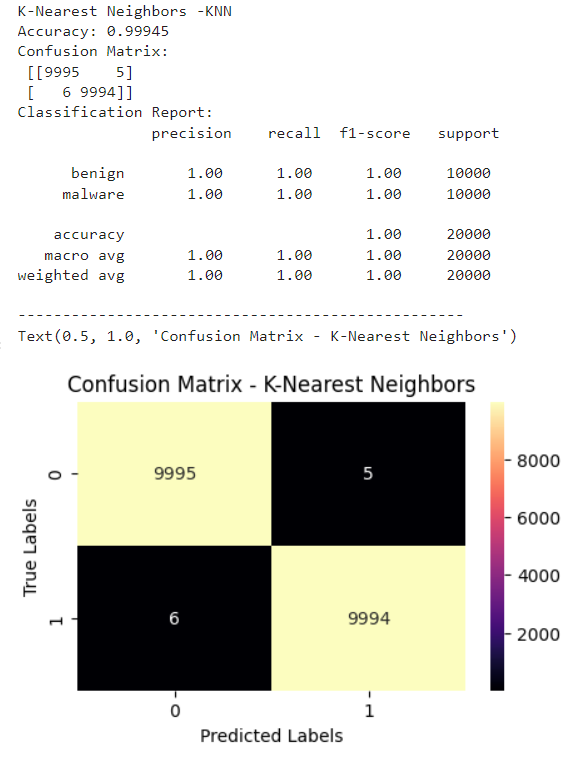 K-Nearest Neighbors -KNN
Accuracy: 0.99945
Confusion Matrix:
[[9995    5]
[   6 9994]]
Classification Report:
precision    recall  f1-score   support
benign       1.00      1.00      1.00     10000
malware       1.00      1.00      1.00     10000
accuracy                           1.00     20000
macro avg       1.00      1.00      1.00     20000
weighted avg       1.00      1.00      1.00     20000
--------------------------------------------------
Text(0.5, 1.0, 'Confusion Matrix - K-Nearest Neighbors')
Confusion Matrix - K-Nearest Neighbors
8000
0 9995 5
6000
True Labels
4000
1 6 9994
2000
0 1
Predicted Labels